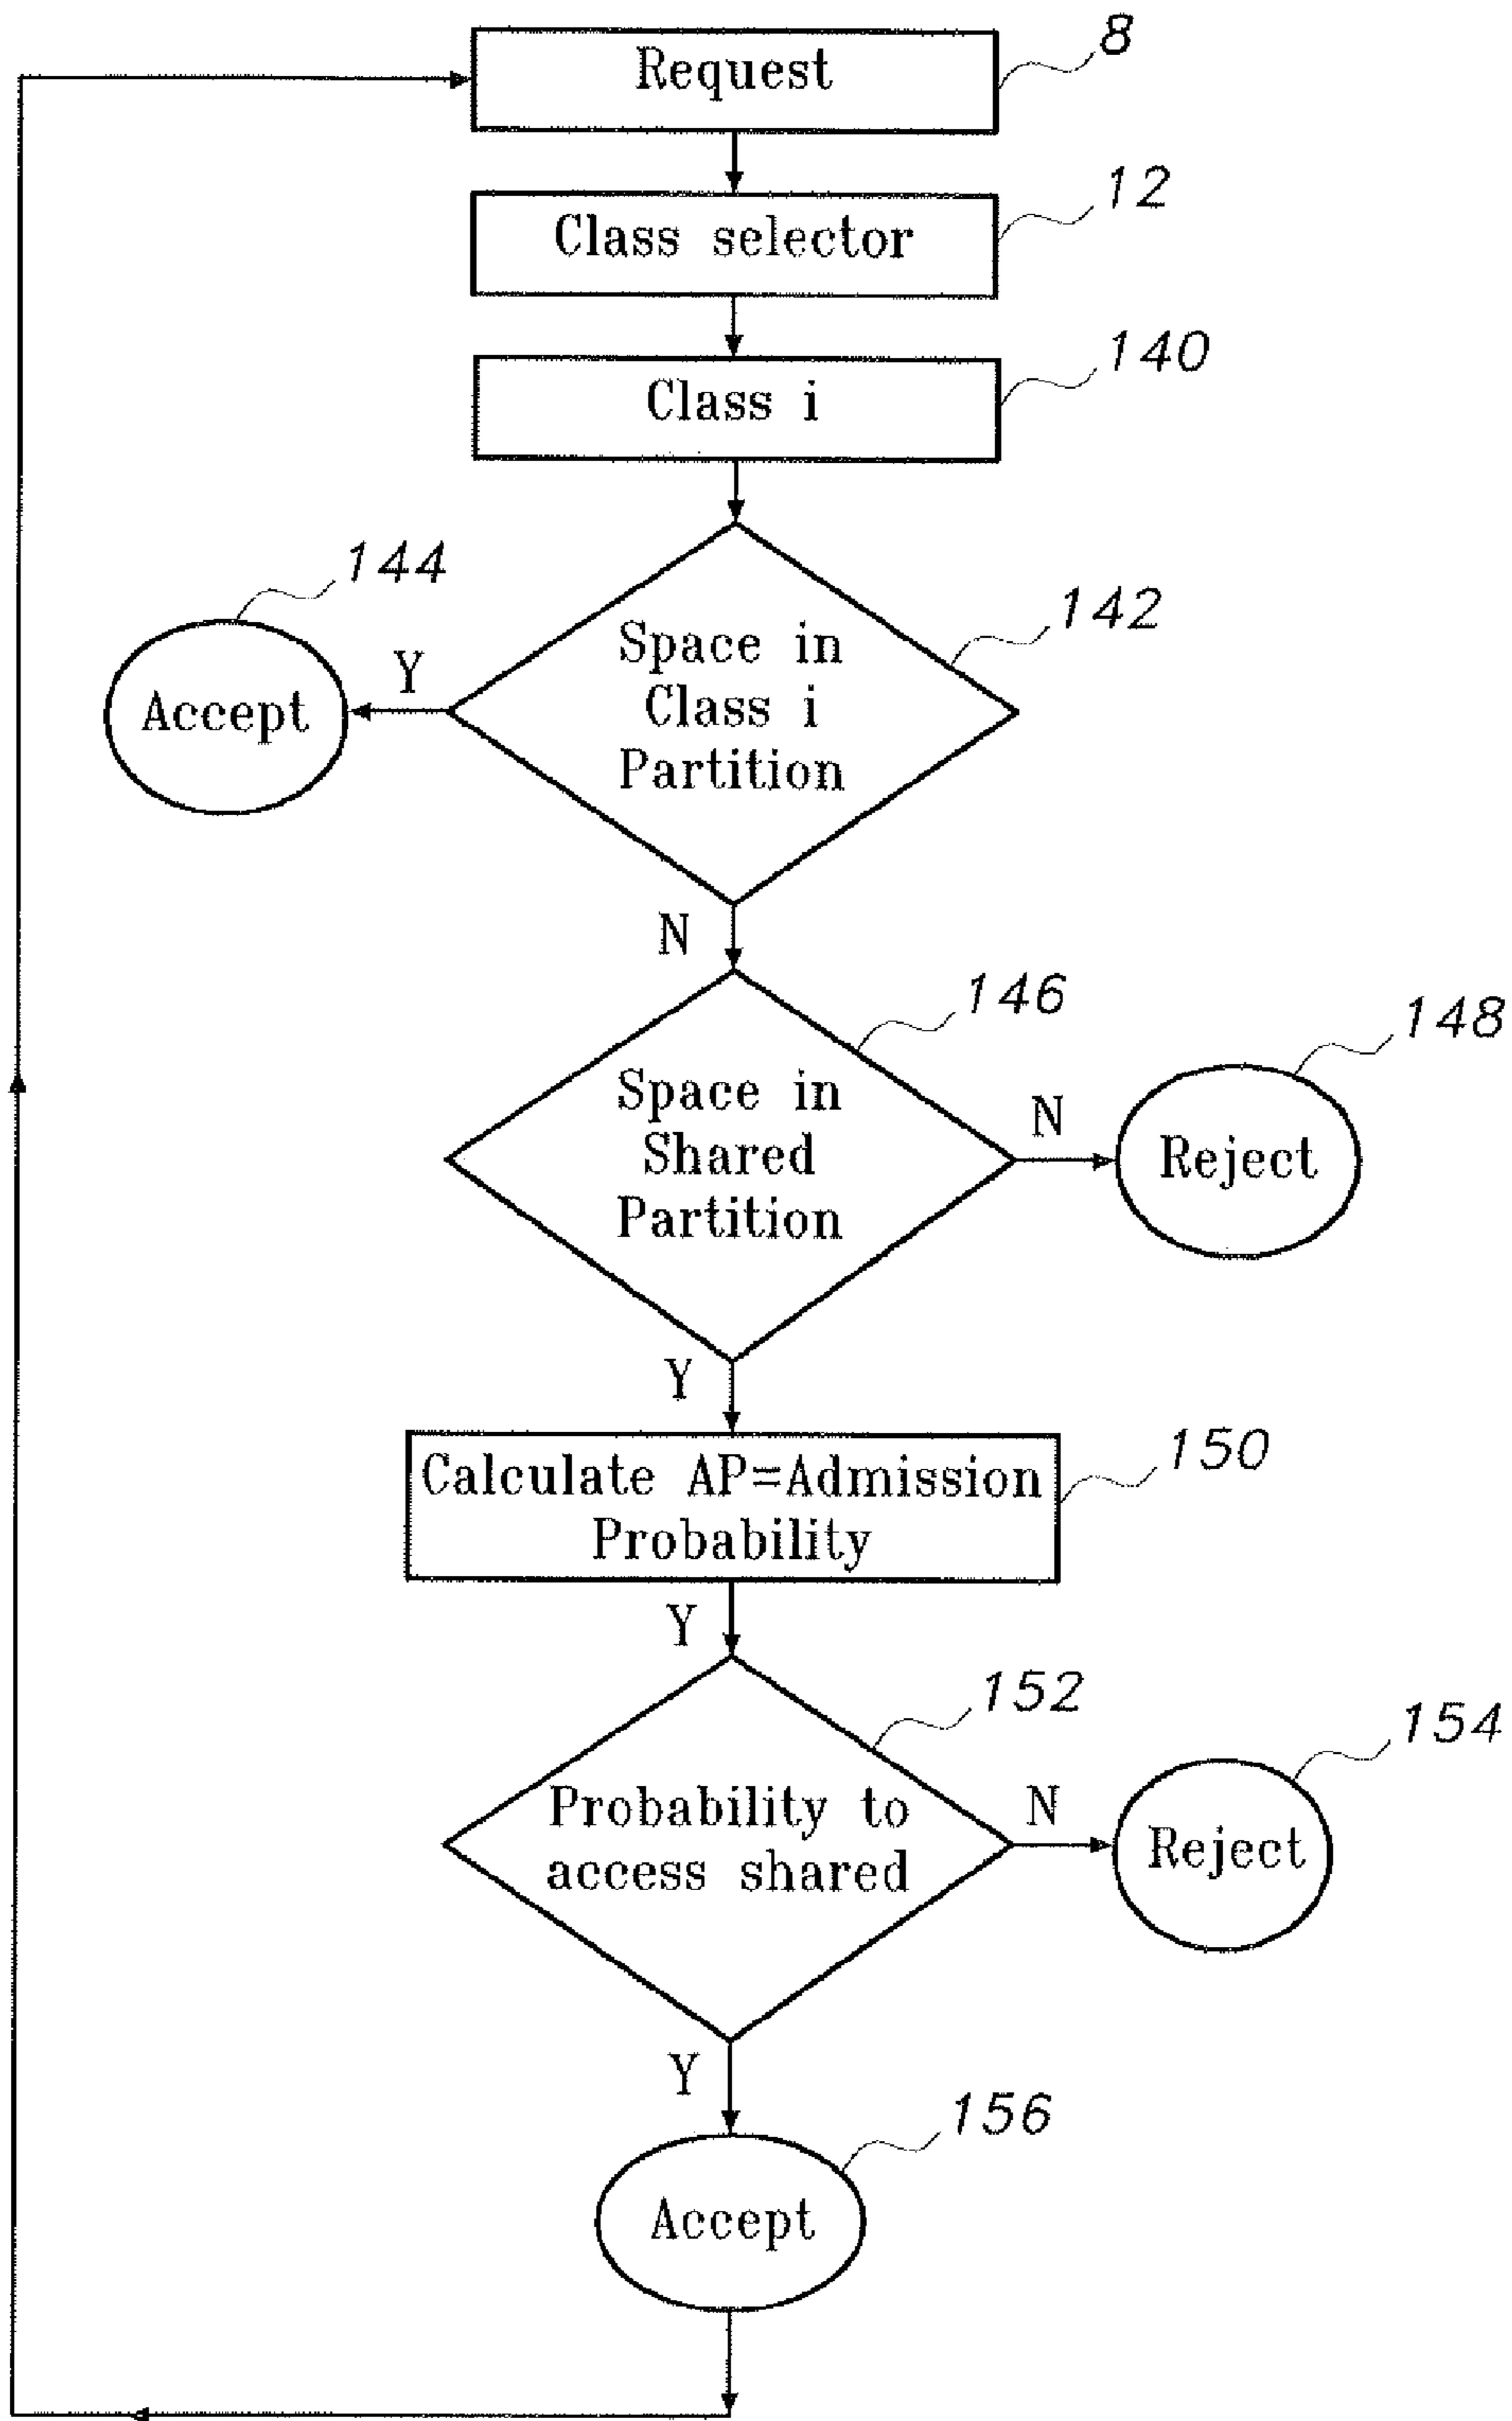 Request
8
Class selector
12
Class i
140
144
Accept
Y
Space in
Class i
Partition
142
N
146
Space in
Shared
Partition
N
148
Reject
Y
Calculate AP=Admission
Probability
150
Y
152
Probability to
access shared
N
154
Reject
Y
156
Accept